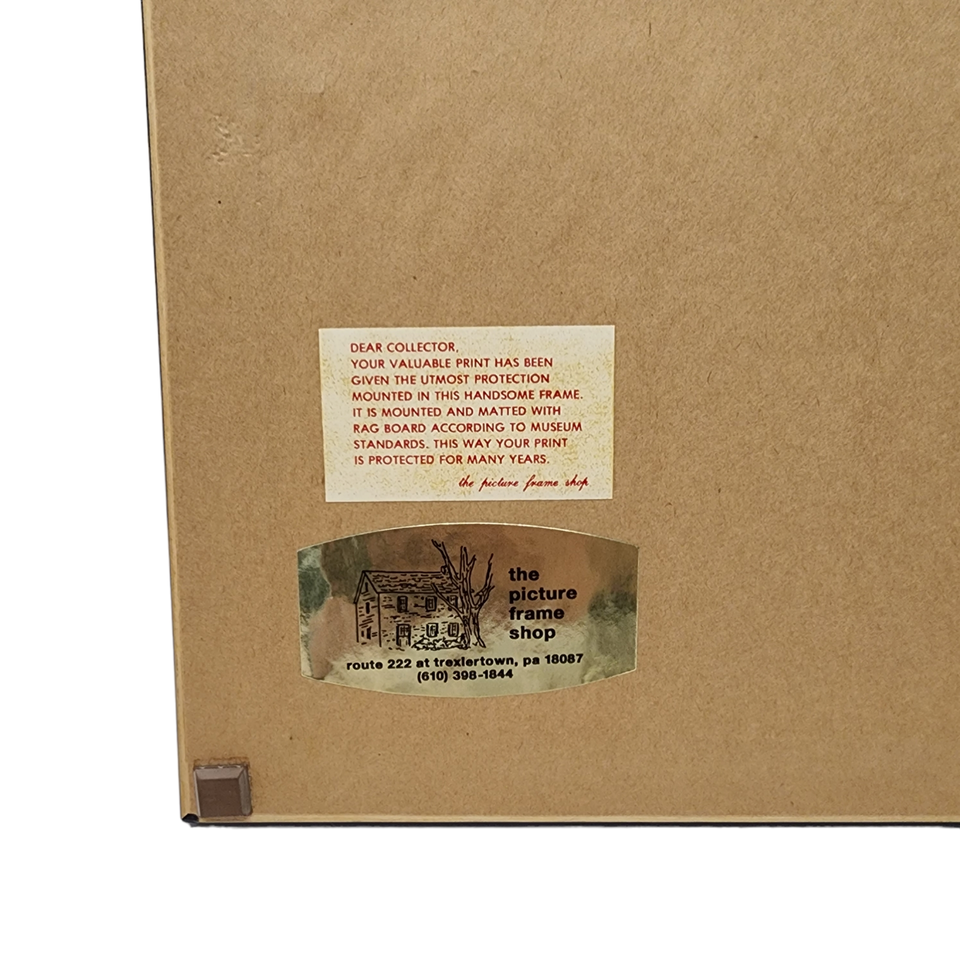 DEAR COLLECTOR,
YOUR VALUABLE PRINT HAS BEEN
GIVEN THE UTMOST PROTECTION
MOUNTED IN THIS HANDSOME FRAME.
IT IS MOUNTED AND MATTED WITH
RAG BOARD ACCORDING TO MUSEUM
STANDARDS. THIS WAY YOUR PRINT
IS PROTECTED FOR MANY YEARS.
the picture frame shop
the
picture
frame
shop
route 222 at trexlertown, pa 18087
(610) 398-1844